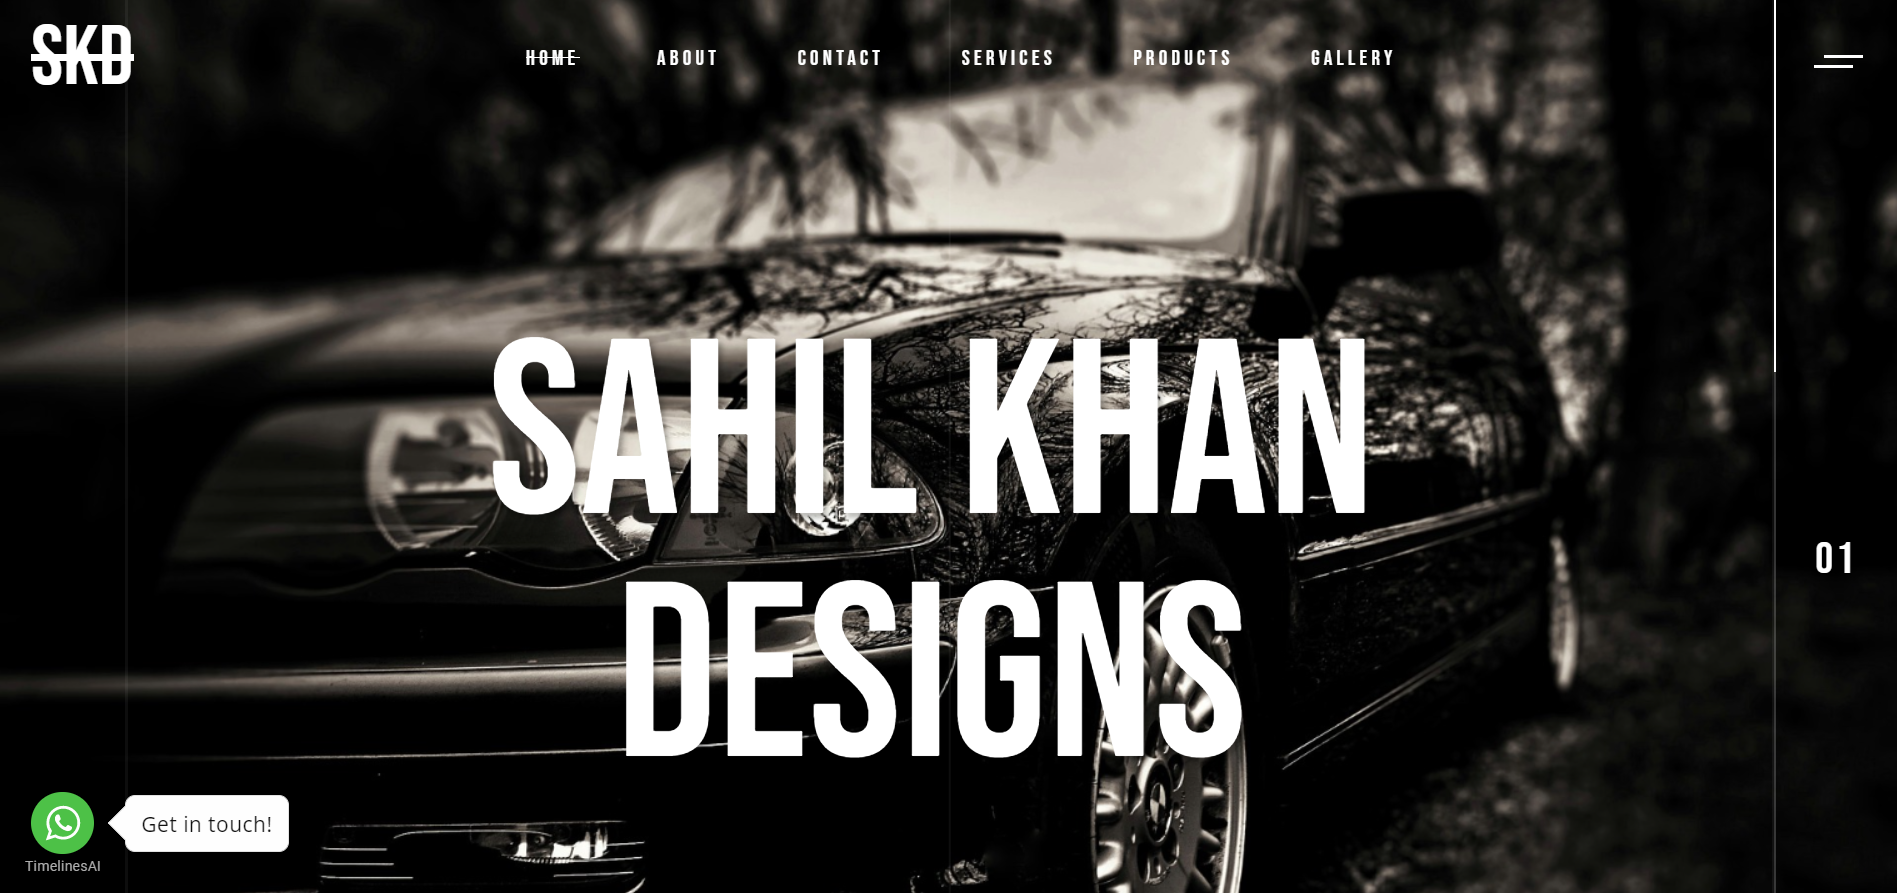 SKD
HOME ABOUT CONTACT SERVICES PRODUCTS GALLERY
SAHIL KHAN
DESIGNS
01
Get in touch!
TimelinesAI